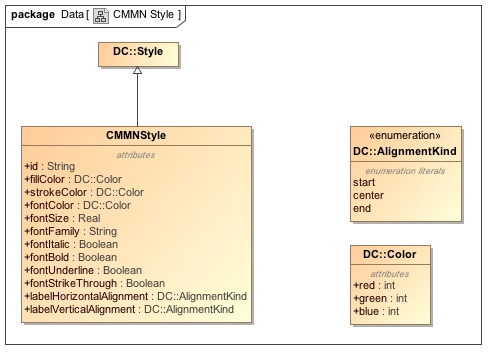 package Data[ CMMN Style ]
DC::Style
CMMNStyle
attributes
+id : String
+fillColor : DC::Color
+strokeColor : DC::Color
+fontColor : DC::Color
+fontSize : Real
+fontFamily : String
+fontItalic : Boolean
+fontBold : Boolean
+fontUnderline : Boolean
+fontStrikeThrough : Boolean
+labelHorizontalAlignment : DC::AlignmentKind
+labelVerticalAlignment : DC::AlignmentKind
«enumeration»
DC::AlignmentKind
enumeration literals
start
center
end
DC::Color
attributes
+red : int
+green : int
+blue : int